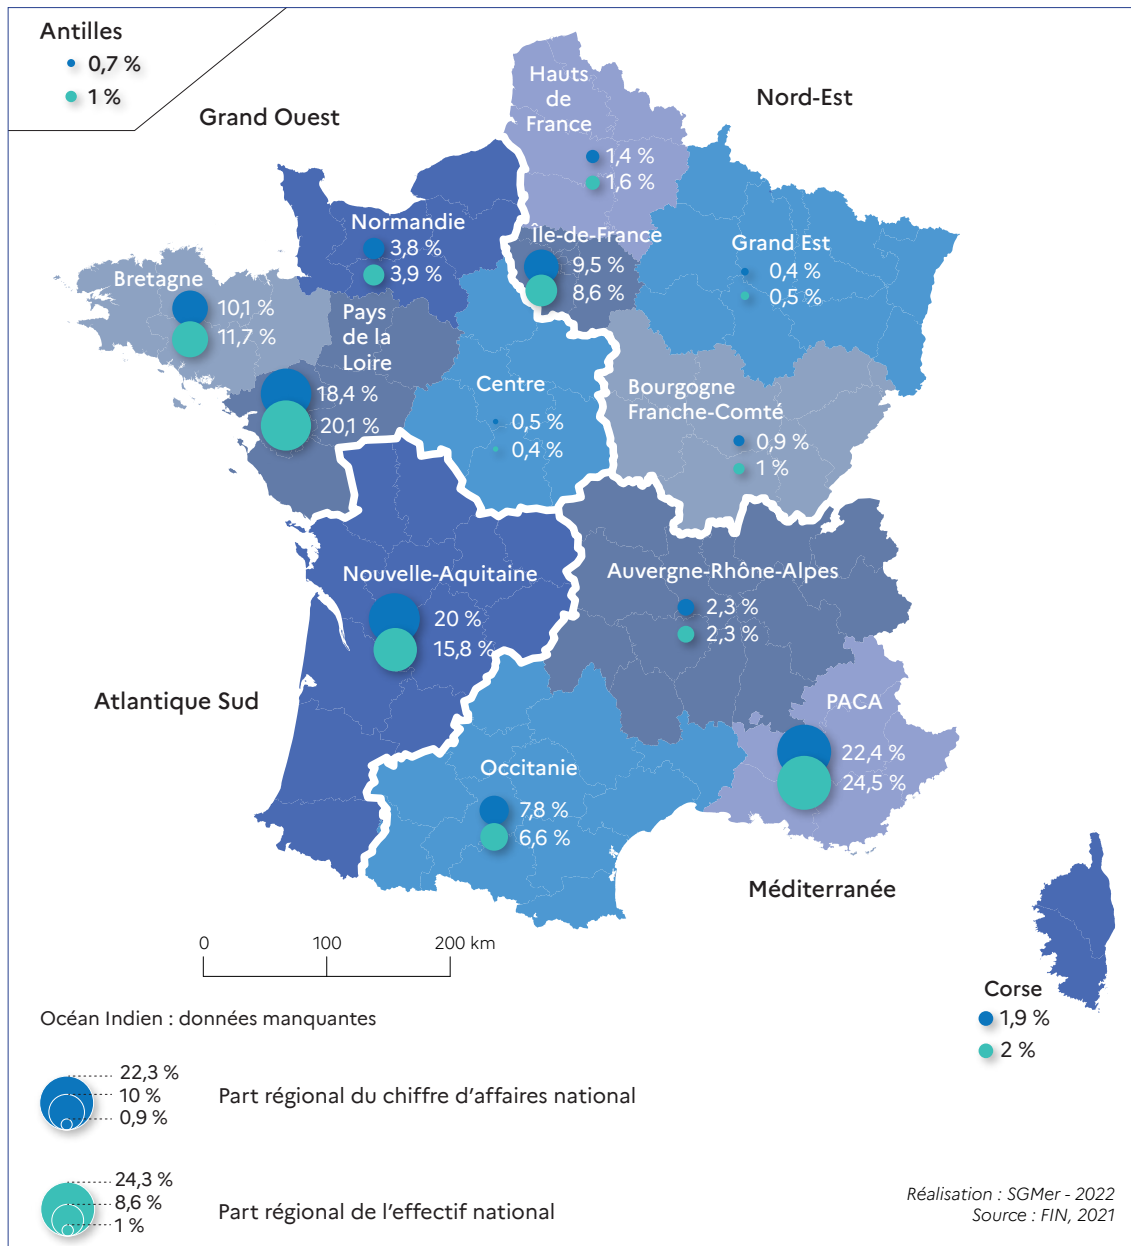 Antilles
0,7 %
1 %
Grand Ouest
Nord-Est
Hauts
de
France
1,4 %
1,6 %
Normandie
3,8 %
3,9 %
Île-de-France
9,5 %
8,6 %
Grand Est
0,4 %
0,5 %
Bretagne
10,1 %
11,7 %
Pays
de la
Loire
18,4 %
20,1 %
Centre
0,5 %
0,4 %
Bourgogne
Franche-Comté
0,9 %
1 %
Nouvelle-Aquitaine
20 %
15,8 %
Auvergne-Rhône-Alpes
2,3 %
2,3 %
Atlantique Sud
PACA
22,4 %
24,5 %
Occitanie
7,8 %
6,6 %
Méditerranée
0 100 200 km
Corse
1,9 %
2 %
Océan Indien : données manquantes
22,3 %
10 %
0,9 %
Part régional du chiffre d'affaires national
24,3 %
8,6 %
1 %
Part régional de l'effectif national
Réalisation : SGMer - 2022
Source : FIN, 2021